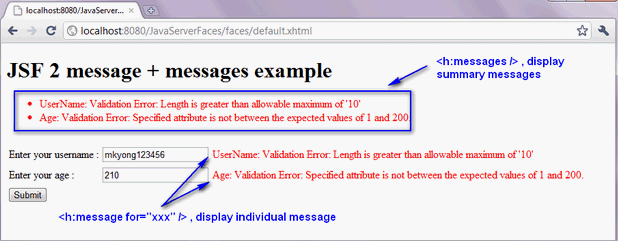 localhost:8080/JavaServerFac
localhost:8080/JavaServerFaces/faces/default.xhtml
JSF 2 message + messages example
<h:messages /> , display
summary messages
UserName: Validation Error: Length is greater than allowable maximum of '10'
Age: Validation Error: Specified attribute is not between the expected values of 1 and 200.
Enter your username : mkyong123456 UserName: Validation Error: Length is greater than allowable maximum of '10'
Enter your age : 210 Age: Validation Error: Specified attribute is not between the expected values of 1 and 200.
Submit
<h:message for="xxx" /> , display individual message